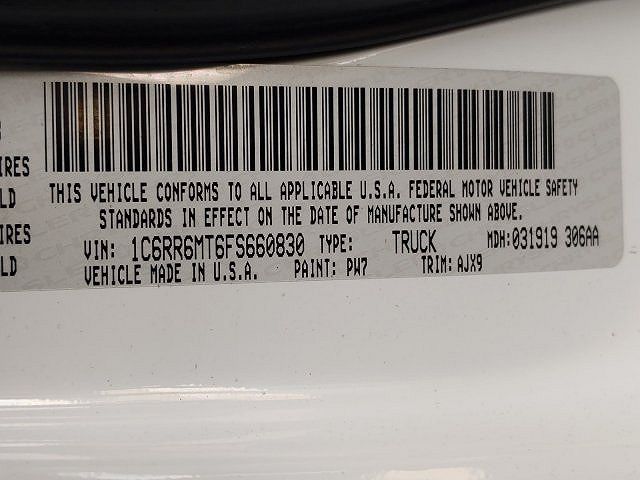 IRES
LD
IRES
LD
THIS VEHICLE CONFORMS TO ALL APPLICABLE U.S.A. FEDERAL MOTOR VEHICLE SAFETY
STANDARDS IN EFFECT ON THE DATE OF MANUFACTURE SHOWN ABOVE.
VIN: 1C6RR6MT6FS660830 TYPE: TRUCK MDH:031919 306AA
VEHICLE MADE IN U.S.A. PAINT: PW7 TRIM: AJX9